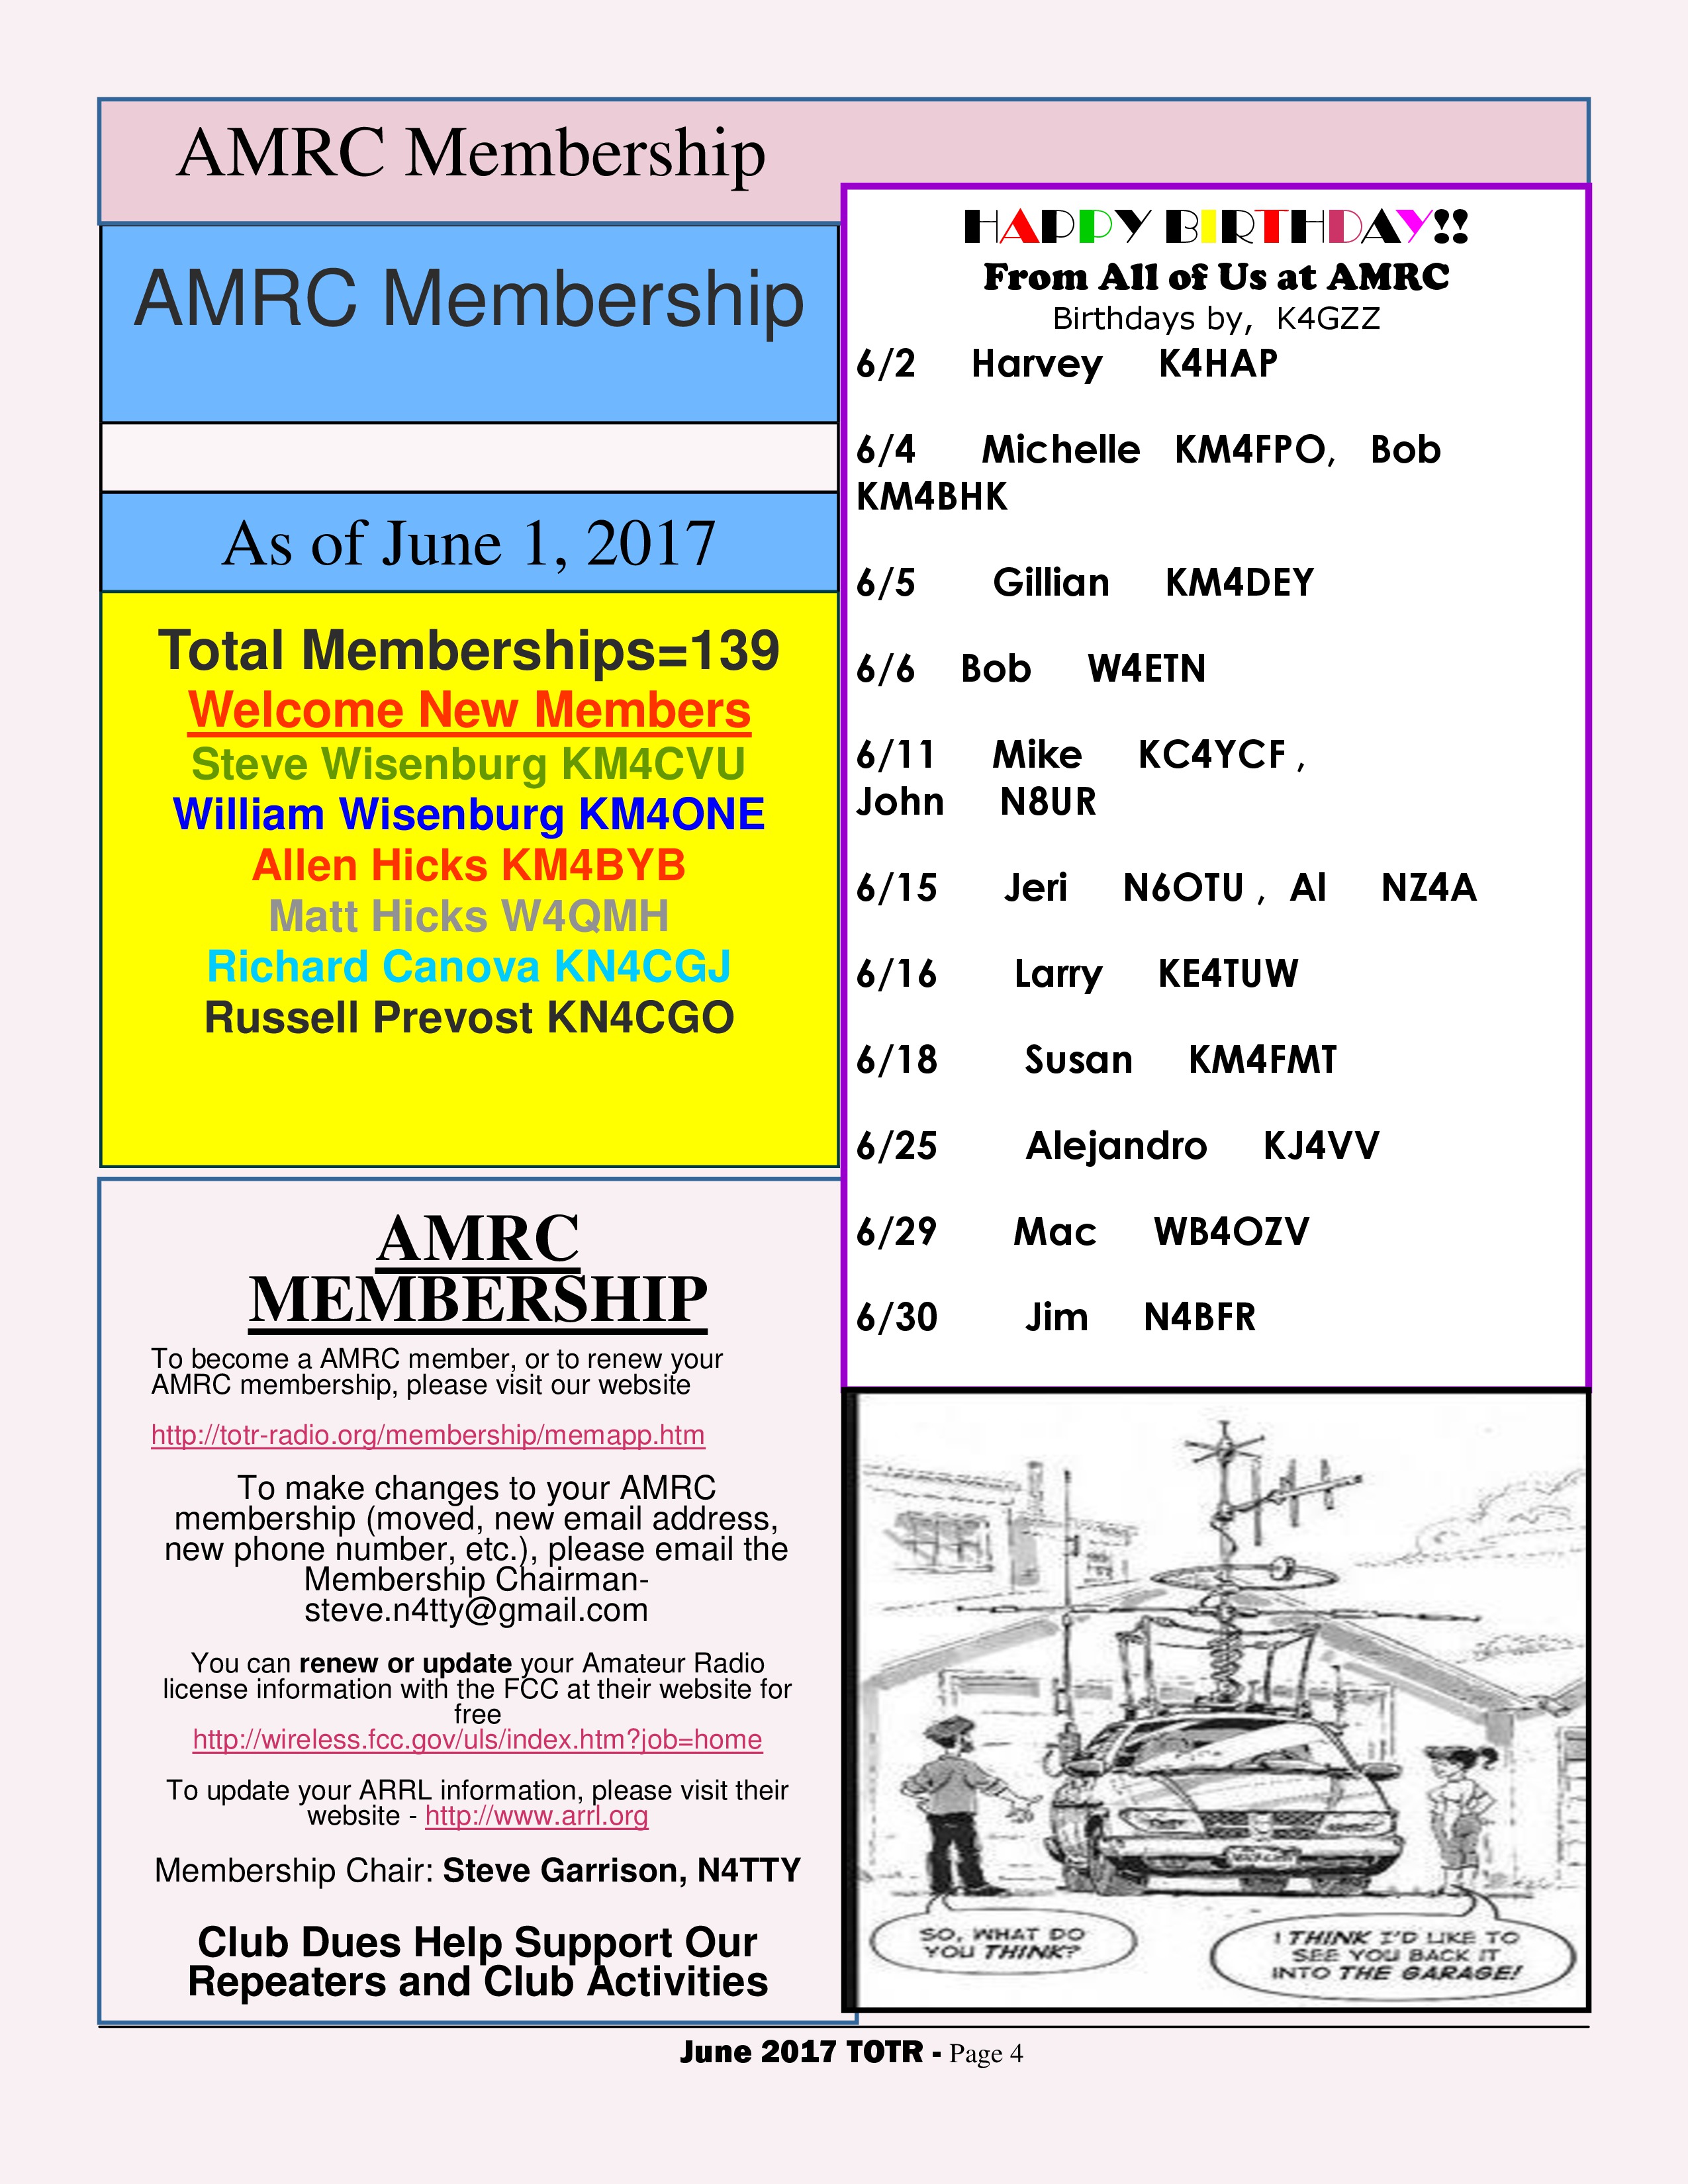 AMRC Membership
AMRC Membership
As of June 1, 2017
Total Memberships=139
Welcome New Members
Steve Wisenburg KM4CVU
William Wisenburg KM4ONE
Allen Hicks KM4BYB
Matt Hicks W4QMH
Richard Canova KN4CGJ
Russell Prevost KN4CGO
AMRC
MEMBERSHIP
To become a AMRC member, or to renew your
AMRC membership, please visit our website
http://totr-radio.org/membership/memapp.htm
To make changes to your AMRC
membership (moved, new email address,
new phone number, etc.), please email the
Membership Chairman-
steve.n4tty@gmail.com
You can renew or update your Amateur Radio
license information with the FCC at their website for
free
http://wireless.fcc.gov/uls/index.htm?job=home
To update your ARRL information, please visit their
website - http://www.arrl.org
Membership Chair: Steve Garrison, N4TTY
Club Dues Help Support Our
Repeaters and Club Activities
HAPPY BIRTHDAY!!
From All of Us at AMRC
Birthdays by, K4GZZ
6/2 Harvey K4HAP
6/4 Michelle KM4FPO, Bob
KM4BHK
6/5 Gillian KM4DEY
6/6 Bob W4ETN
6/11 Mike KC4YCF ,
John N8UR
6/15 Jeri N6OTU , Al NZ4A
6/16 Larry KE4TUW
6/18 Susan KM4FMT
6/25 Alejandro KJ4VV
6/29 Mac WB4OZV
6/30 Jim N4BFR
SO, WHAT DO
YOU THINK?
I THINK I'D LIKE TO
SEE YOU BACK IT
INTO THE GARAGE!
June 2017 TOTR - Page 4